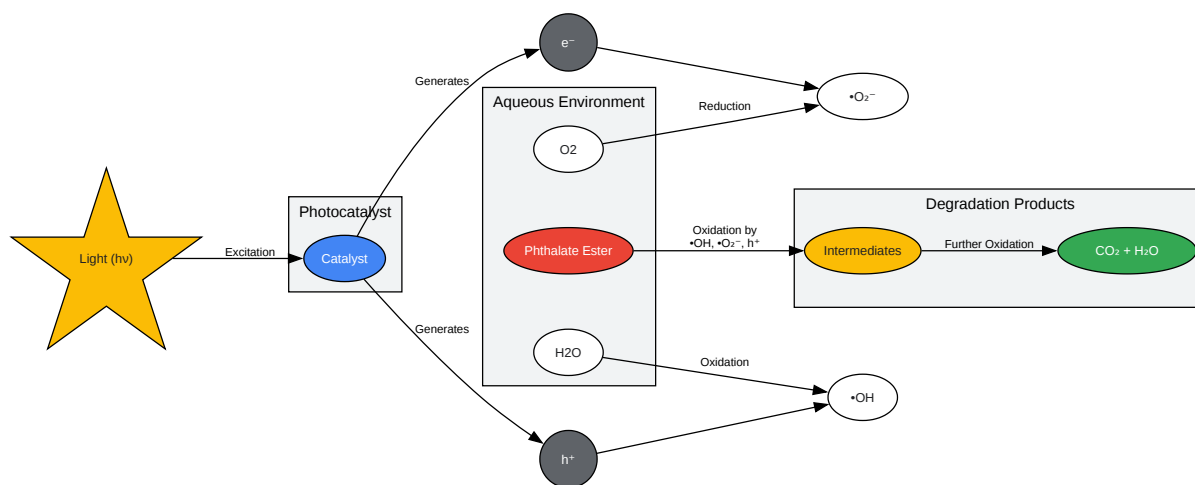 e⁻
Generates
Aqueous Environment
•O₂⁻
Reduction
O2
Photocatalyst
Degradation Products
Light (hν)
Excitation
Catalyst
Phthalate Ester
Oxidation by
•OH, •O₂⁻, h⁺
Intermediates
Further Oxidation
CO₂ + H₂O
Generates
H2O
Oxidation
•OH
h⁺